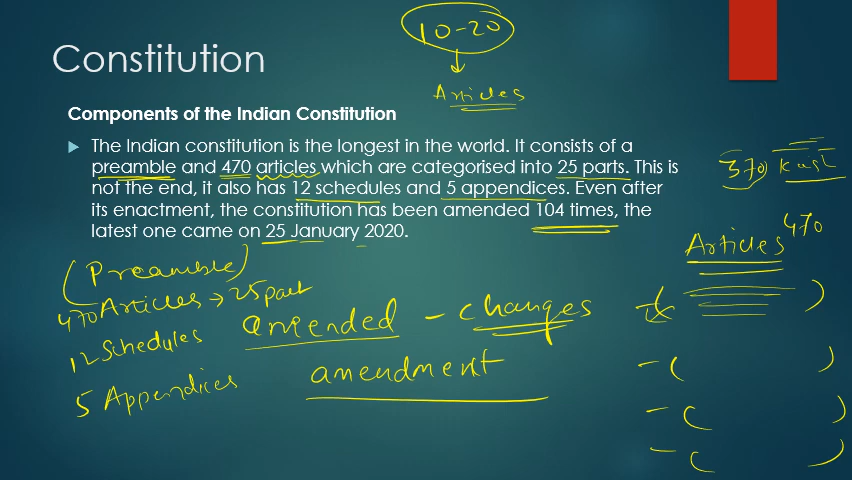 10-20
Articles
Constitution
Components of the Indian Constitution
The Indian constitution is the longest in the world. It consists of a
preamble and 470 articles which are categorised into 25 parts. This is
not the end, it also has 12 schedules and 5 appendices. Even after
its enactment, the constitution has been amended 104 times, the
latest one came on 25 January 2020.
370 Kash
Articles 470
(Preamble)
470 Articles → 25 part
12 Schedules
5 Appendices
amended - changes
amendment